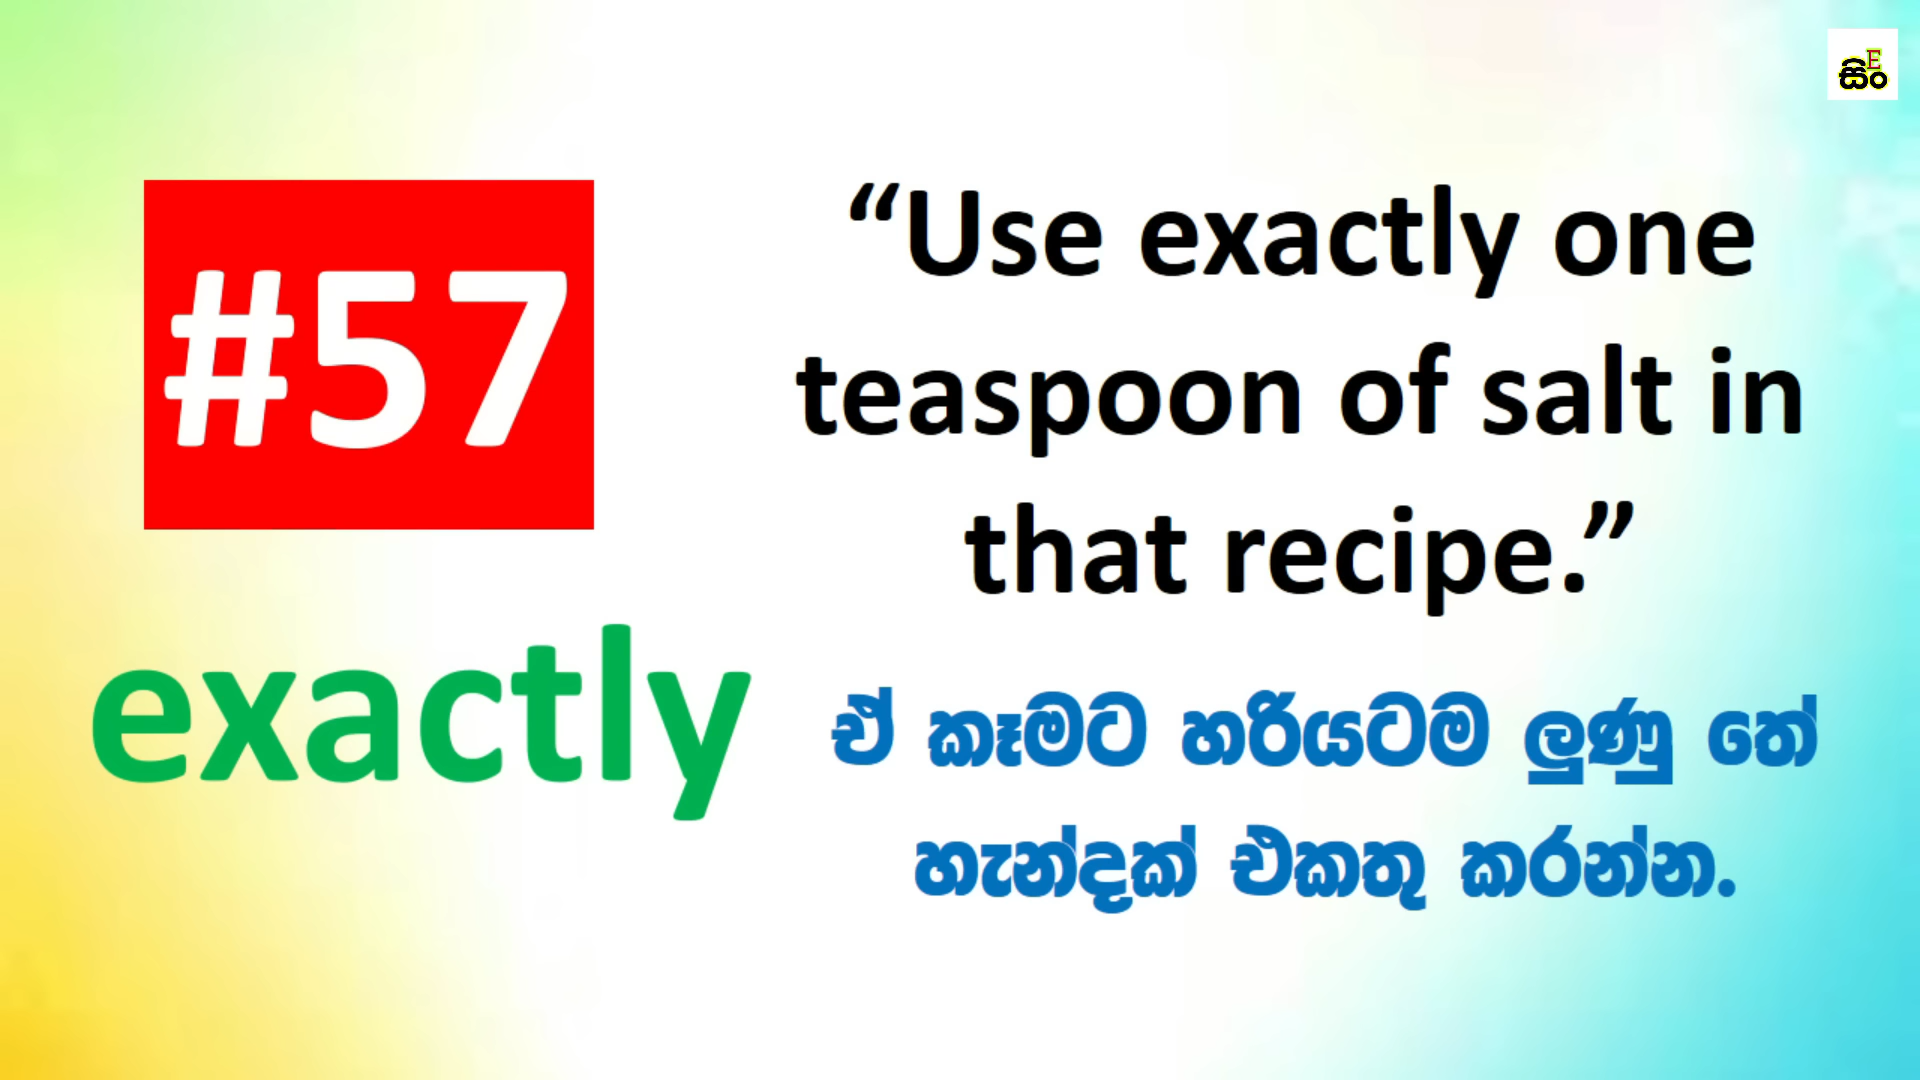 E
සිං
#57
exactly
“Use exactly one
teaspoon of salt in
that recipe.”
ඒ කෑමට හරියටම ලුණු තේ
හැන්දක් එකතු කරන්න.